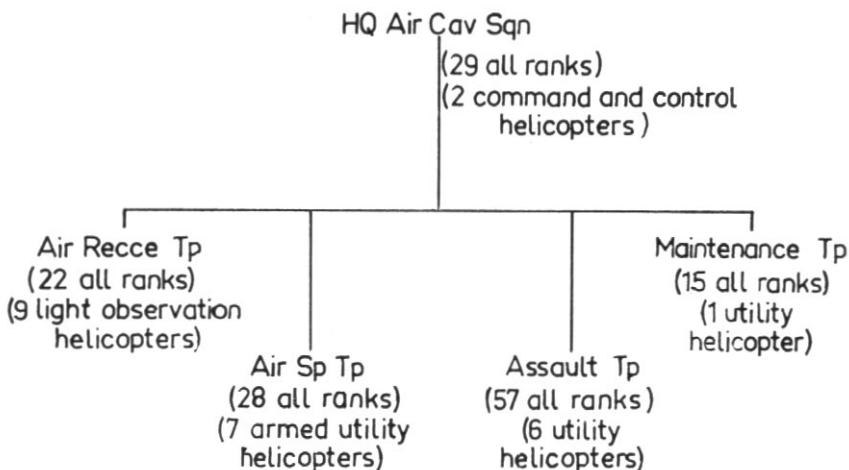 HQ Air Cav Sqn
(29 all ranks)
(2 command and control
helicopters)
Air Recce Tp
(22 all ranks)
(9 light observation
helicopters)
Air Sp Tp
(28 all ranks)
(7 armed utility
helicopters)
Assault Tp
(57 all ranks)
(6 utility
helicopters)
Maintenance Tp
(15 all ranks)
(1 utility
helicopter)